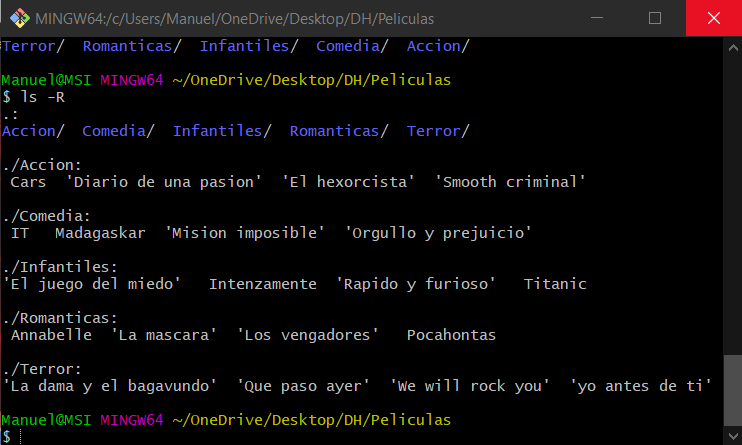 MINGW64:/c/Users/Manuel/OneDrive/Desktop/DH/Peliculas
Terror/  Romanticas/  Infantiles/  Comedia/  Accion/
Manuel@MSI MINGW64 ~/OneDrive/Desktop/DH/Peliculas
$ ls -R
.:
Accion/  Comedia/  Infantiles/  Romanticas/  Terror/
./Accion:
 Cars  'Diario de una pasion'  'El hexorcista'  'Smooth criminal'
./Comedia:
 IT   Madagaskar  'Mision imposible'  'Orgullo y prejuicio'
./Infantiles:
'El juego del miedo'   Intenzamente  'Rapido y furioso'   Titanic
./Romanticas:
 Annabelle  'La mascara'  'Los vengadores'   Pocahontas
./Terror:
'La dama y el bagavundo'  'Que paso ayer'  'We will rock you'  'yo antes de ti'
Manuel@MSI MINGW64 ~/OneDrive/Desktop/DH/Peliculas
$